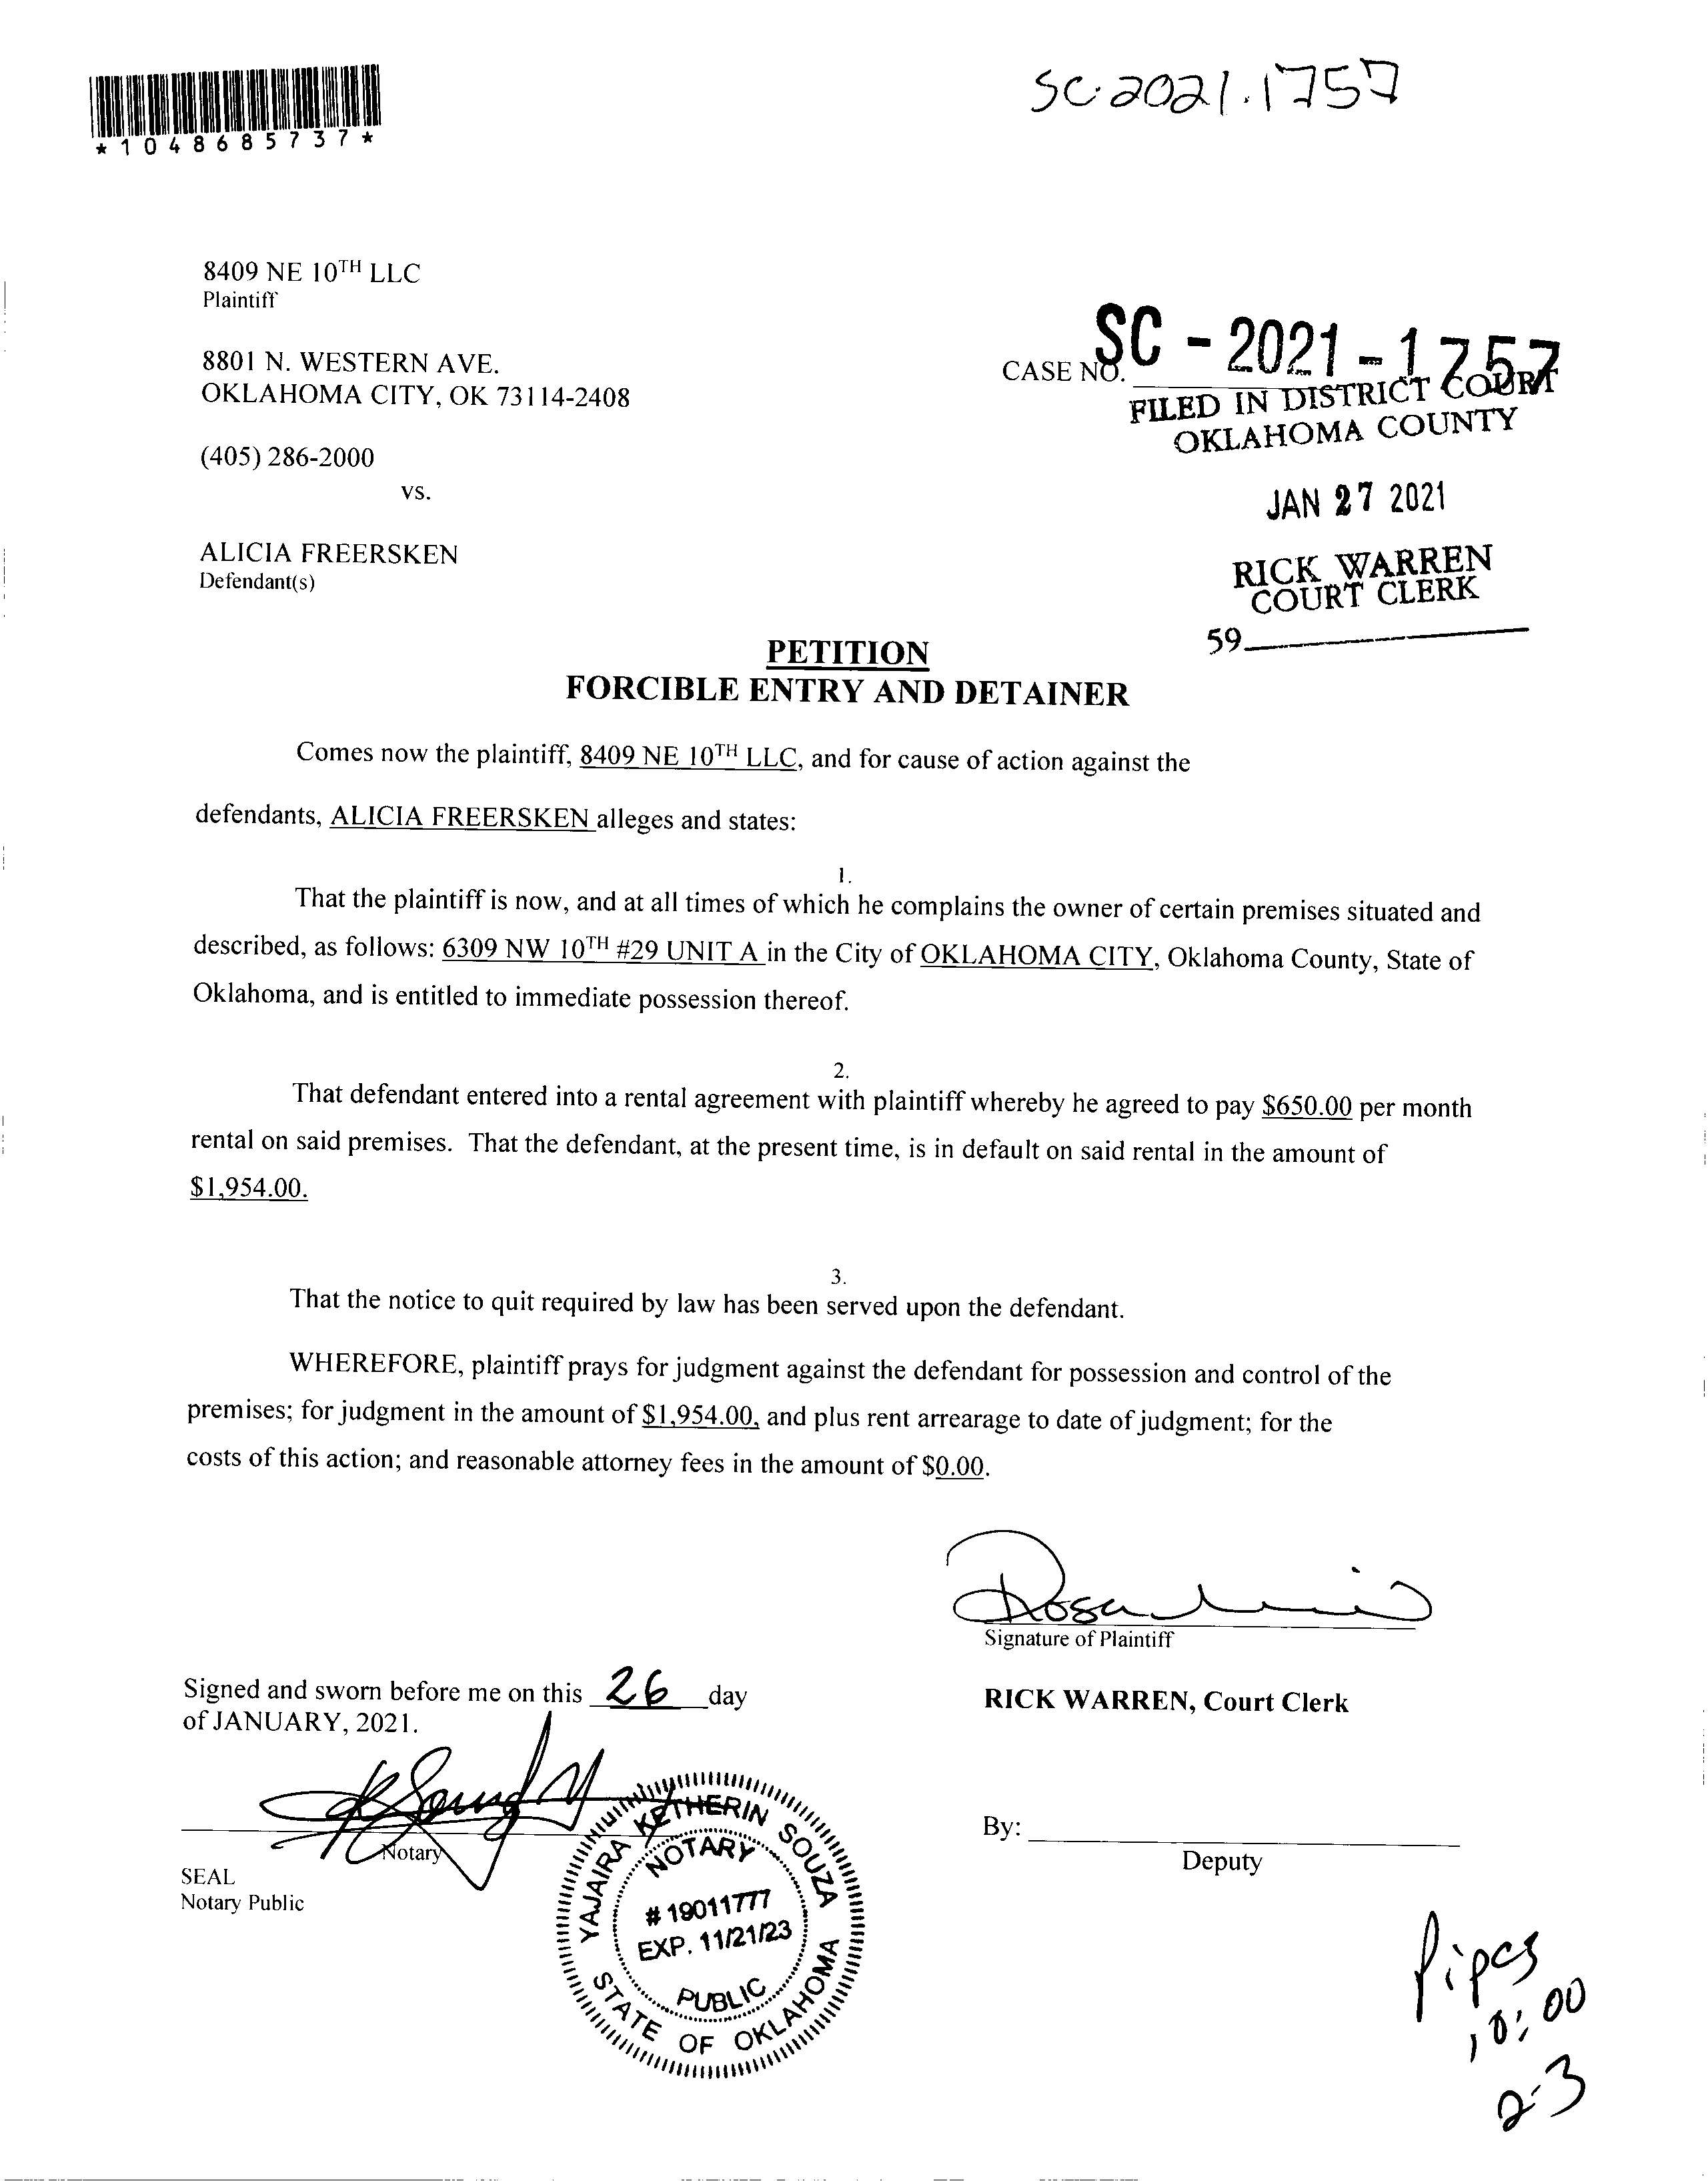 *1048685737*
SC-2021-1757
8409 NE 10TH LLC
Plaintiff
8801 N. WESTERN AVE.
OKLAHOMA CITY, OK 73114-2408
(405) 286-2000
vs.
ALICIA FREERSKEN
Defendant(s)
CASE NO. SC - 2021 - 1757
FILED IN DISTRICT COURT
OKLAHOMA COUNTY
JAN 27 2021
RICK WARREN
COURT CLERK
59
PETITION
FORCIBLE ENTRY AND DETAINER
Comes now the plaintiff, 8409 NE 10TH LLC, and for cause of action against the
defendants, ALICIA FREERSKEN alleges and states:
1.
That the plaintiff is now, and at all times of which he complains the owner of certain premises situated and
described, as follows: 6309 NW 10TH #29 UNIT A in the City of OKLAHOMA CITY, Oklahoma County, State of
Oklahoma, and is entitled to immediate possession thereof.
2.
That defendant entered into a rental agreement with plaintiff whereby he agreed to pay $650.00 per month
rental on said premises. That the defendant, at the present time, is in default on said rental in the amount of
$1,954.00.
3.
That the notice to quit required by law has been served upon the defendant.
WHEREFORE, plaintiff prays for judgment against the defendant for possession and control of the
premises; for judgment in the amount of $1,954.00, and plus rent arrearage to date of judgment; for the
costs of this action; and reasonable attorney fees in the amount of $0.00.
Rosa
Signature of Plaintiff
Signed and sworn before me on this 26 day
of JANUARY, 2021.
RICK WARREN, Court Clerk
Notary
SEAL
Notary Public
YAJAIRA KETHERIN SOUZA
NOTARY
# 19011777
EXP. 11/21/23
PUBLIC
STATE OF OKLAHOMA
By:
Deputy
Pipes
10:00
2-3